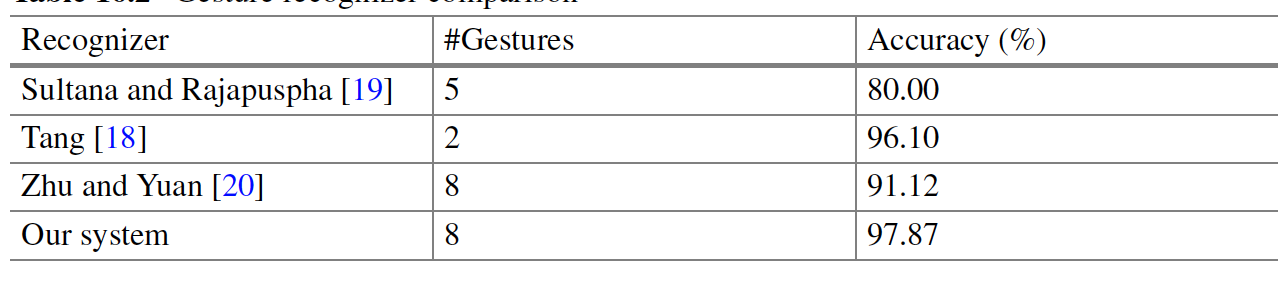 Table 10.2 Gesture recognizer comparison
Recognizer #Gestures Accuracy (%)
Sultana and Rajapuspha [19] 5 80.00
Tang [18] 2 96.10
Zhu and Yuan [20] 8 91.12
Our system 8 97.87